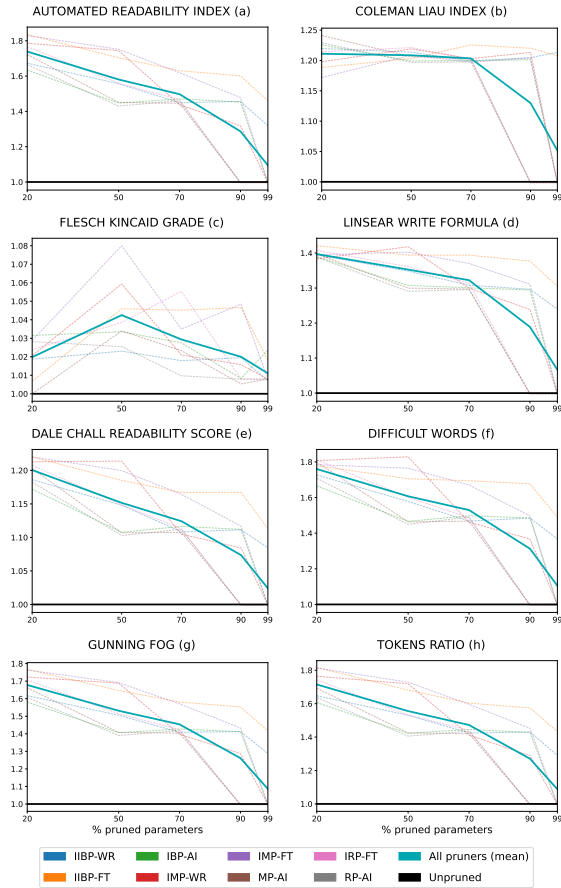 AUTOMATED READABILITY INDEX (a)
1.8
1.6
1.4
1.2
1.0
20 50 70 90 99
COLEMAN LIAU INDEX (b)
1.25
1.20
1.15
1.10
1.05
1.00
20 50 70 90 99
FLESCH KINCAID GRADE (c)
1.08
1.07
1.06
1.05
1.04
1.03
1.02
1.01
1.00
20 50 70 90 99
LINSEAR WRITE FORMULA (d)
1.4
1.3
1.2
1.1
1.0
20 50 70 90 99
DALE CHALL READABILITY SCORE (e)
1.20
1.15
1.10
1.05
1.00
20 50 70 90 99
DIFFICULT WORDS (f)
1.8
1.6
1.4
1.2
1.0
20 50 70 90 99
GUNNING FOG (g)
1.8
1.7
1.6
1.5
1.4
1.3
1.2
1.1
1.0
20 50 70 90 99
% pruned parameters
TOKENS RATIO (h)
1.8
1.6
1.4
1.2
1.0
20 50 70 90 99
% pruned parameters
IIBP-WR IBP-AI IMP-FT IRP-FT All pruners (mean)
IIBP-FT IMP-WR MP-AI RP-AI Unpruned